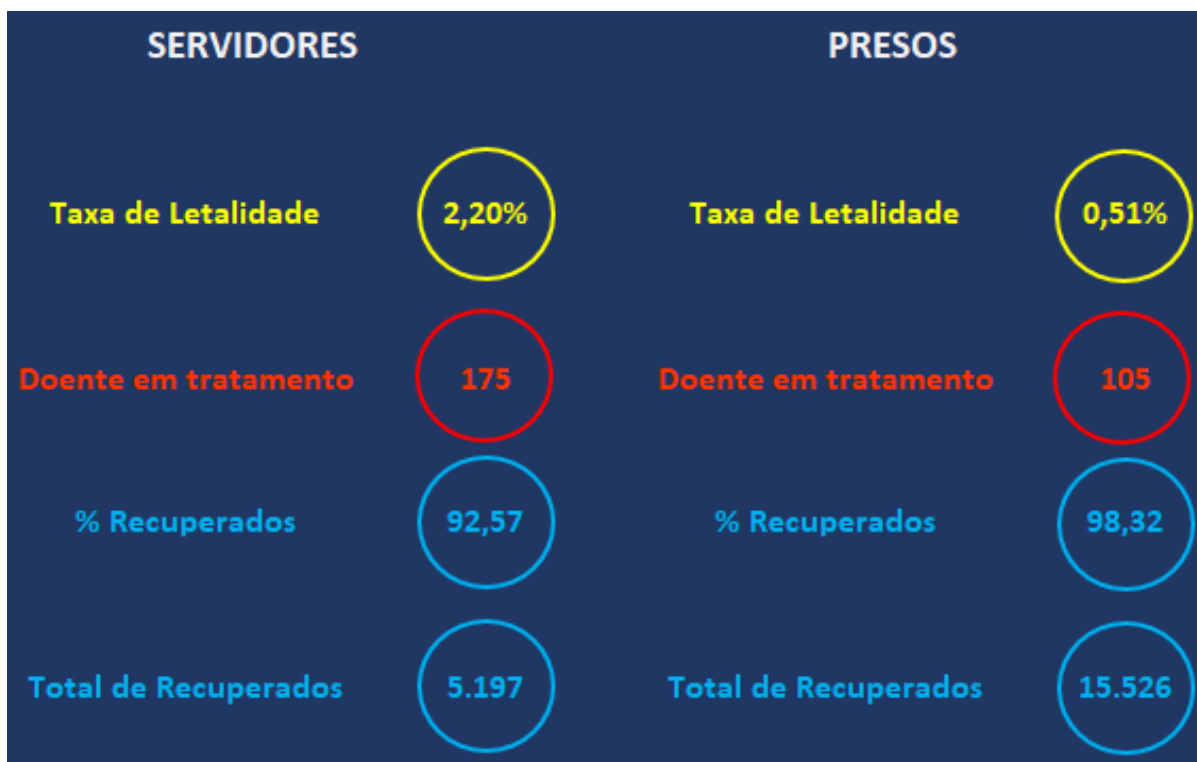 SERVIDORES
Taxa de Letalidade 2,20%
Doente em tratamento 175
% Recuperados 92,57
Total de Recuperados 5.197
PRESOS
Taxa de Letalidade 0,51%
Doente em tratamento 105
% Recuperados 98,32
Total de Recuperados 15.526